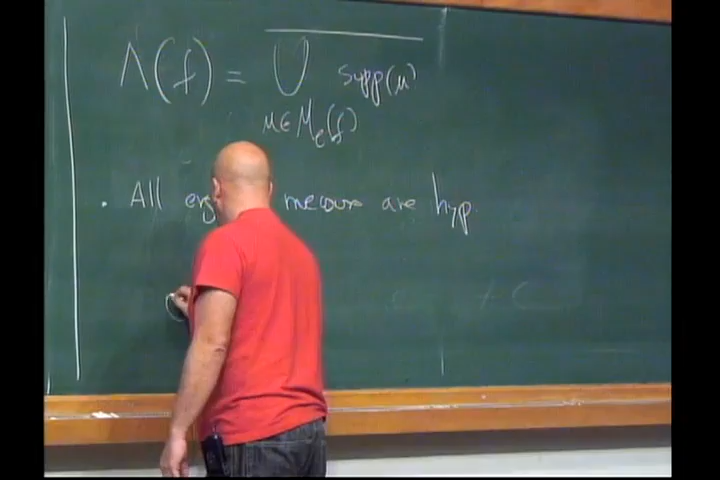 Λ(f) = ⋃ supp(μ)
μ∈M_e(f)
. All erg measure are hyp.